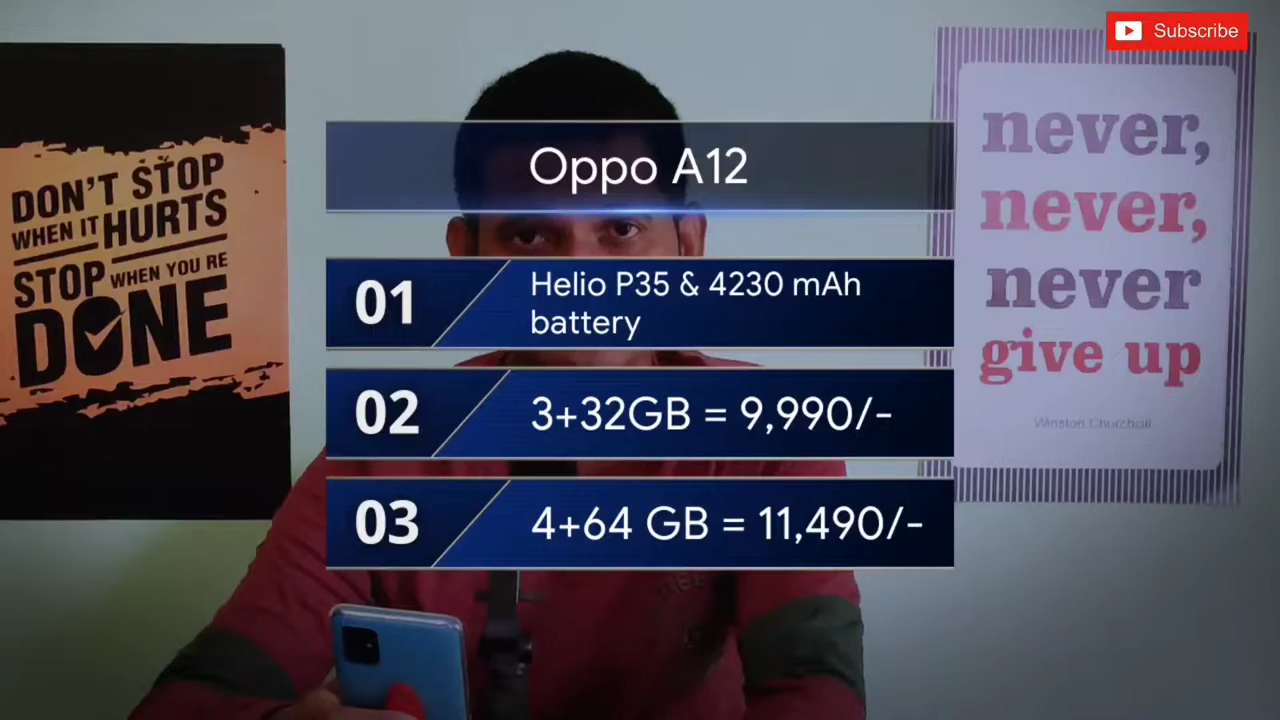 Subscribe
DON'T STOP
WHEN IT HURTS
STOP WHEN YOU RE
DONE
Oppo A12
01
Helio P35 & 4230 mAh
battery
02
3+32GB = 9,990/-
03
4+64 GB = 11,490/-
never,
never,
never
give up
Winston Churchill